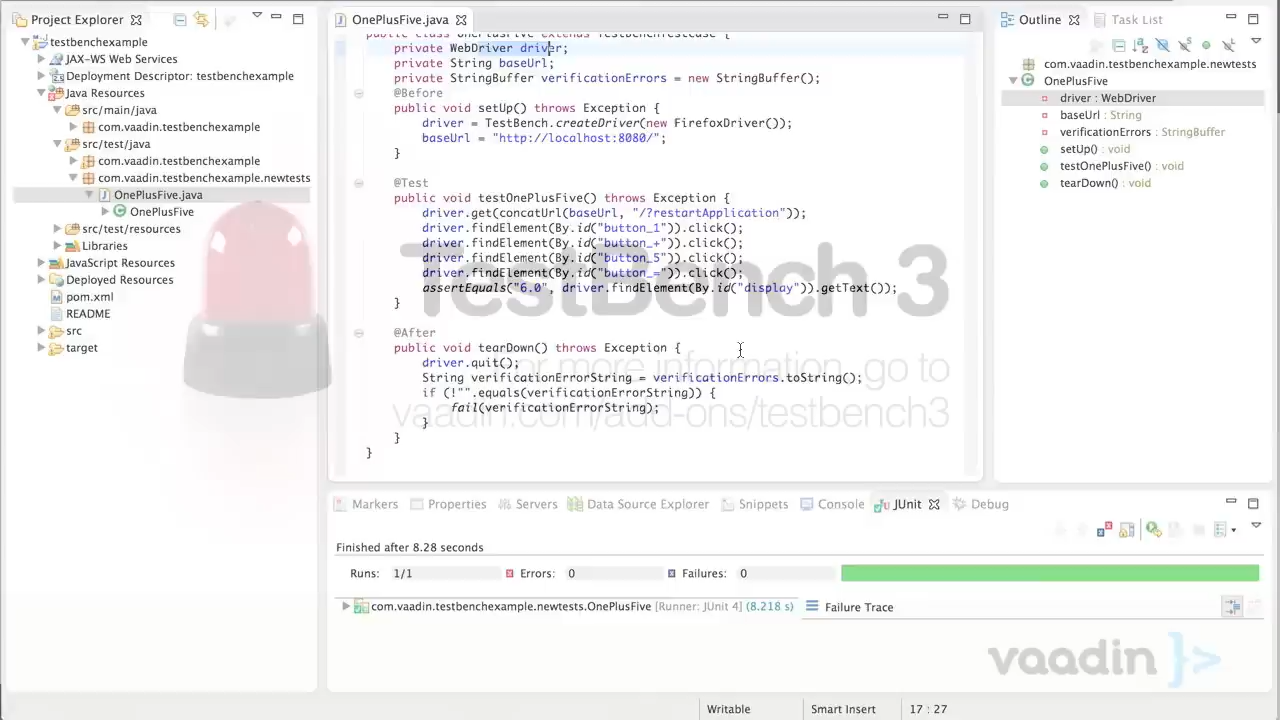 Project Explorer
testbenchexample
JAX-WS Web Services
Deployment Descriptor: testbenchexample
Java Resources
src/main/java
com.vaadin.testbenchexample
src/test/java
com.vaadin.testbenchexample
com.vaadin.testbenchexample.newtests
OnePlusFive.java
OnePlusFive
src/test/resources
Libraries
JavaScript Resources
Deployed Resources
pom.xml
README
src
target
OnePlusFive.java
public class OnePlusFive extends TestBenchTestCase {
private WebDriver driver;
private String baseUrl;
private StringBuffer verificationErrors = new StringBuffer();
@Before
public void setUp() throws Exception {
driver = TestBench.createDriver(new FirefoxDriver());
baseUrl = "http://localhost:8080/";
}
@Test
public void testOnePlusFive() throws Exception {
driver.get(concatUrl(baseUrl, "/?restartApplication"));
driver.findElement(By.id("button_1")).click();
driver.findElement(By.id("button_+")).click();
driver.findElement(By.id("button_5")).click();
driver.findElement(By.id("button_=")).click();
assertEquals("6.0", driver.findElement(By.id("display")).getText());
}
@After
public void tearDown() throws Exception {
driver.quit();
String verificationErrorString = verificationErrors.toString();
if (!"".equals(verificationErrorString)) {
fail(verificationErrorString);
}
}
}
TestBench 3
For more information, go to
vaadin.com/add-ons/testbench3
Outline Task List
com.vaadin.testbenchexample.newtests
OnePlusFive
driver : WebDriver
baseUrl : String
verificationErrors : StringBuffer
setUp() : void
testOnePlusFive() : void
tearDown() : void
Markers Properties Servers Data Source Explorer Snippets Console JUnit Debug
Finished after 8.28 seconds
Runs: 1/1 Errors: 0 Failures: 0
com.vaadin.testbenchexample.newtests.OnePlusFive [Runner: JUnit 4] (8.218 s)
Failure Trace
vaadin }>
Writable Smart Insert 17 : 27